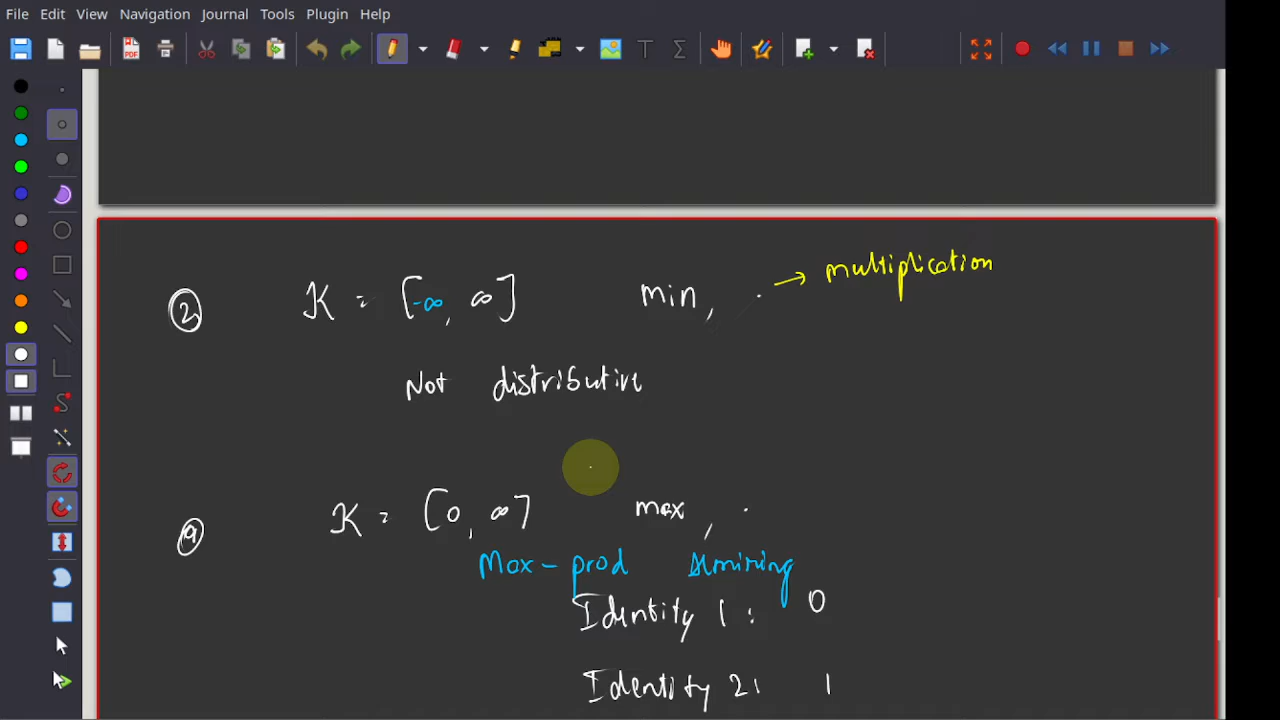 File Edit View Navigation Journal Tools Plugin Help
② K = [-∞, ∞] min, · → multiplication
Not distributive
K = [0, ∞] max, ·
Max-prod semiring
Identity 1: 0
Identity 2: 1